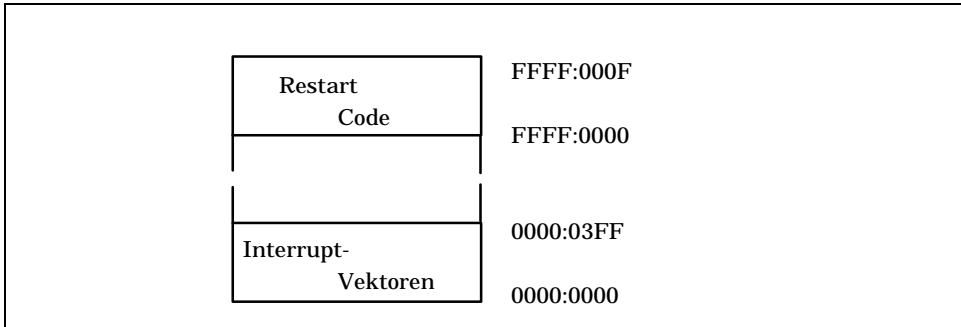 Restart
Code
FFFF:000F
FFFF:0000
Interrupt-
Vektoren
0000:03FF
0000:0000